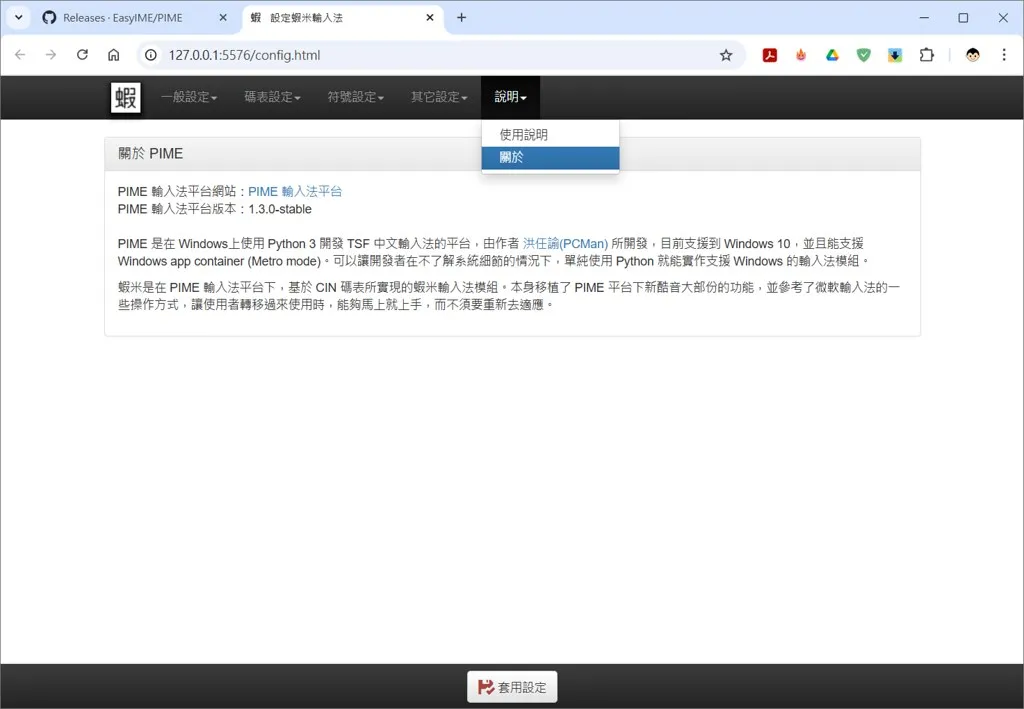 Releases · EasyIME/PIME
蝦 設定蝦米輸入法
127.0.0.1:5576/config.html
蝦 一般設定 碼表設定 符號設定 其它設定 說明
使用說明
關於
關於 PIME
PIME 輸入法平台網站：PIME 輸入法平台
PIME 輸入法平台版本：1.3.0-stable
PIME 是在 Windows上使用 Python 3 開發 TSF 中文輸入法的平台，由作者 洪任諭(PCMan) 所開發，目前支援到 Windows 10，並且能支援
Windows app container (Metro mode)。可以讓開發者在不了解系統細節的情況下，單純使用 Python 就能實作支援 Windows 的輸入法模組。
蝦米是在 PIME 輸入法平台下，基於 CIN 碼表所實現的蝦米輸入法模組。本身移植了 PIME 平台下新酷音大部份的功能，並參考了微軟輸入法的一
些操作方式，讓使用者轉移過來使用時，能夠馬上就上手，而不須要重新去適應。
套用設定